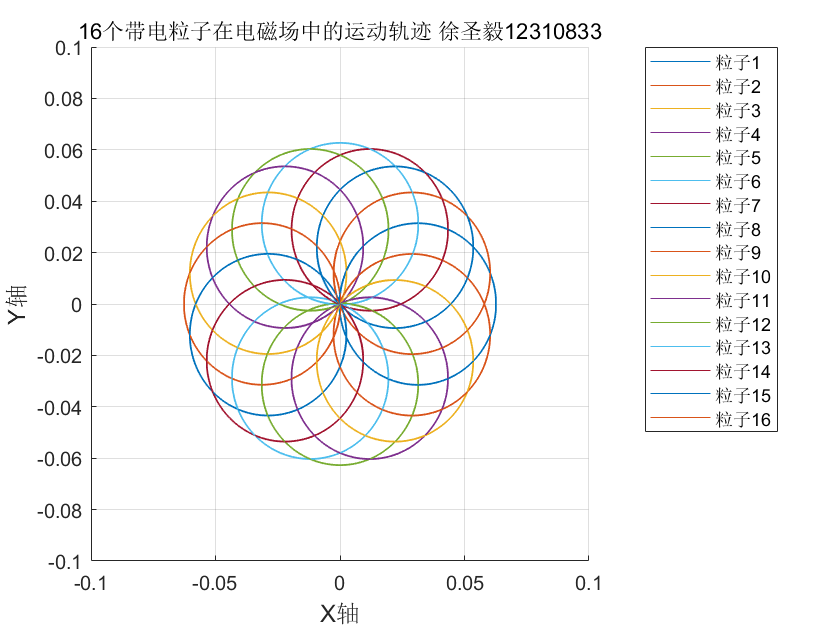 16个带电粒子在电磁场中的运动轨迹 徐圣毅12310833
0.1
0.08
0.06
0.04
0.02
0
-0.02
-0.04
-0.06
-0.08
-0.1
Y轴
-0.1
-0.05
0
0.05
0.1
X轴
粒子1
粒子2
粒子3
粒子4
粒子5
粒子6
粒子7
粒子8
粒子9
粒子10
粒子11
粒子12
粒子13
粒子14
粒子15
粒子16